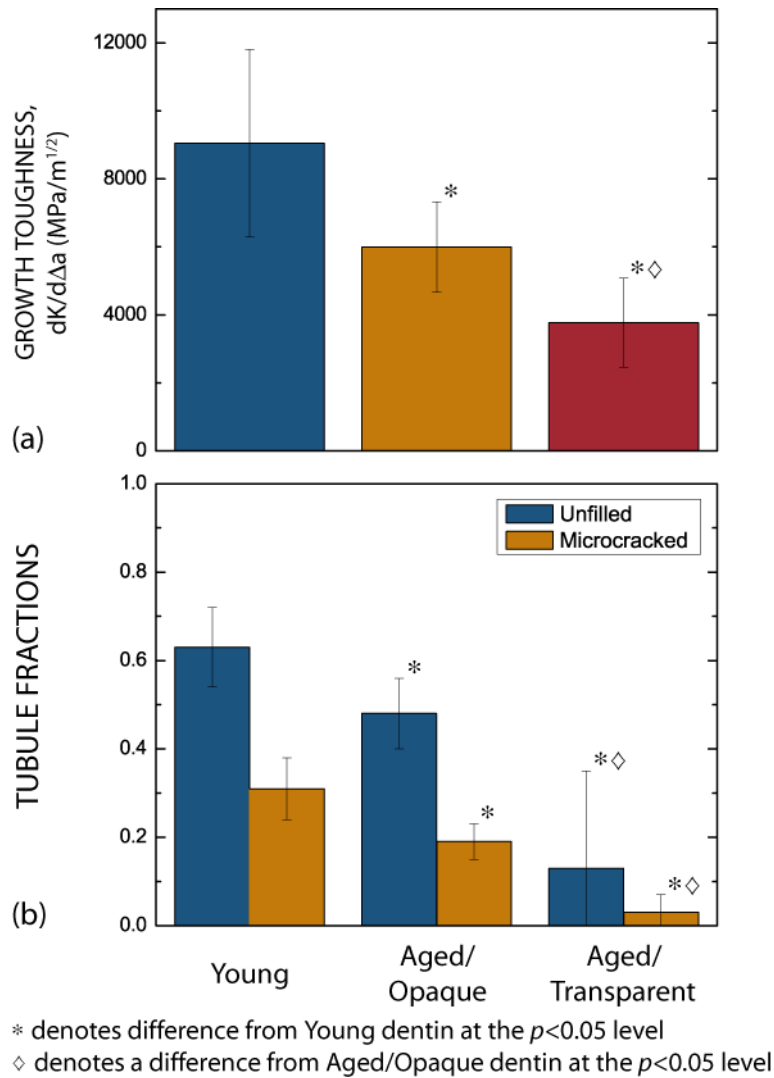 12000
8000
4000
0
GROWTH TOUGHNESS,
dK/dΔa (MPa/m^1/2)
*
*◇
(a)
1.0
0.8
0.6
0.4
0.2
0.0
TUBULE FRACTIONS
Unfilled
Microcracked
*
*
*◇
*◇
(b)
Young
Aged/
Opaque
Aged/
Transparent
* denotes difference from Young dentin at the p<0.05 level
◇ denotes a difference from Aged/Opaque dentin at the p<0.05 level